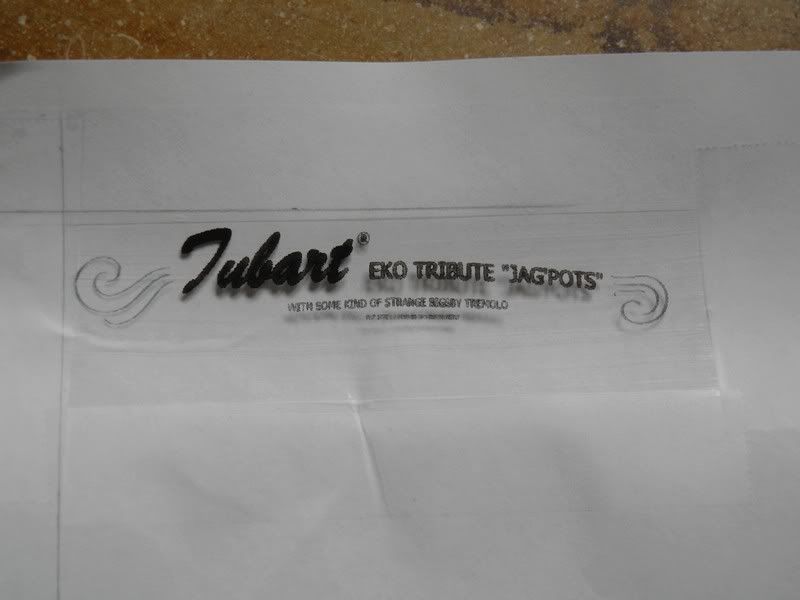 Tubart® EKO TRIBUTE "JAG'POTS"
WITH SOME KIND OF STRANGE BIGSBY TREMOLO